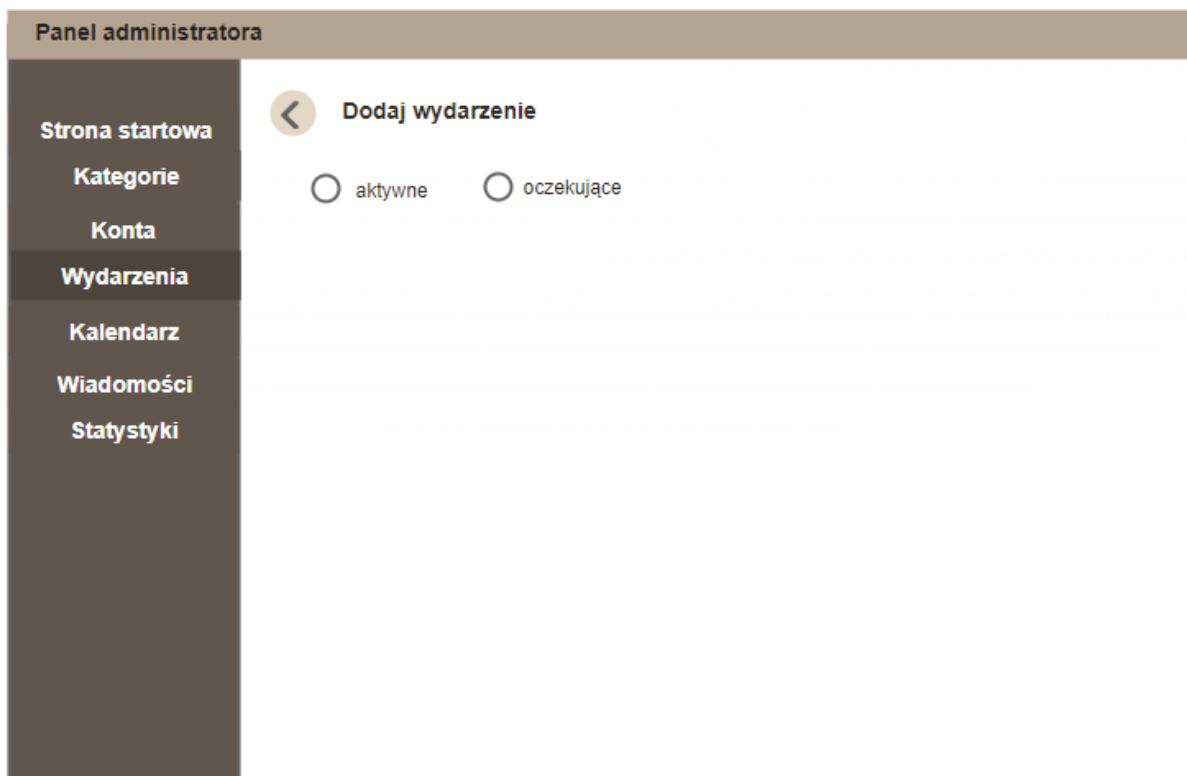 Panel administratora
Strona startowa
Kategorie
Konta
Wydarzenia
Kalendarz
Wiadomości
Statystyki
Dodaj wydarzenie
aktywne oczekujące